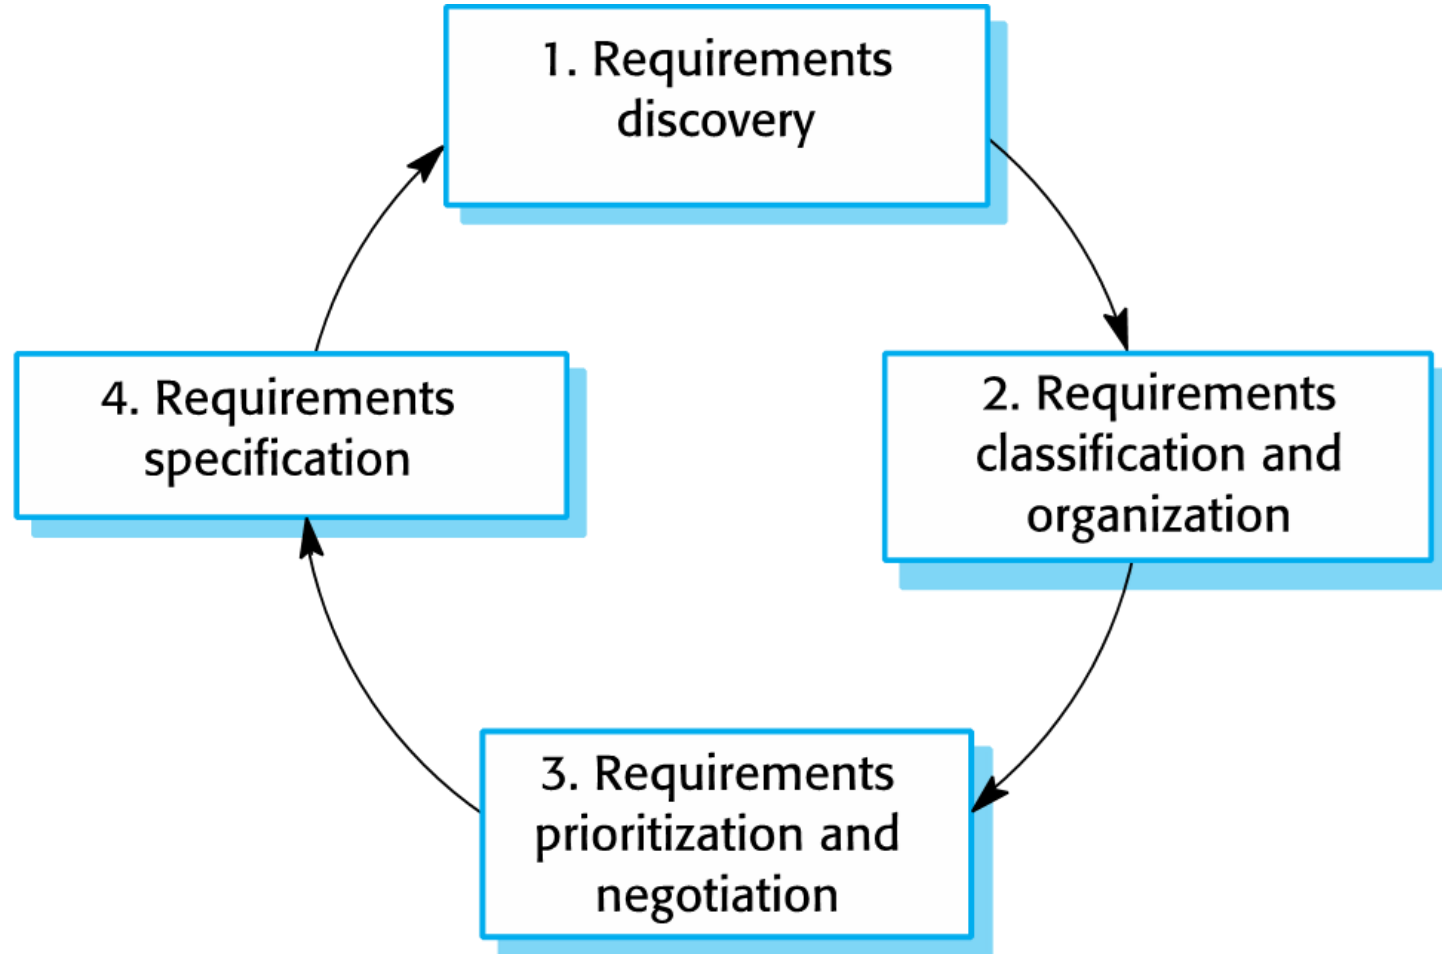 1. Requirements
discovery
2. Requirements
classification and
organization
3. Requirements
prioritization and
negotiation
4. Requirements
specification